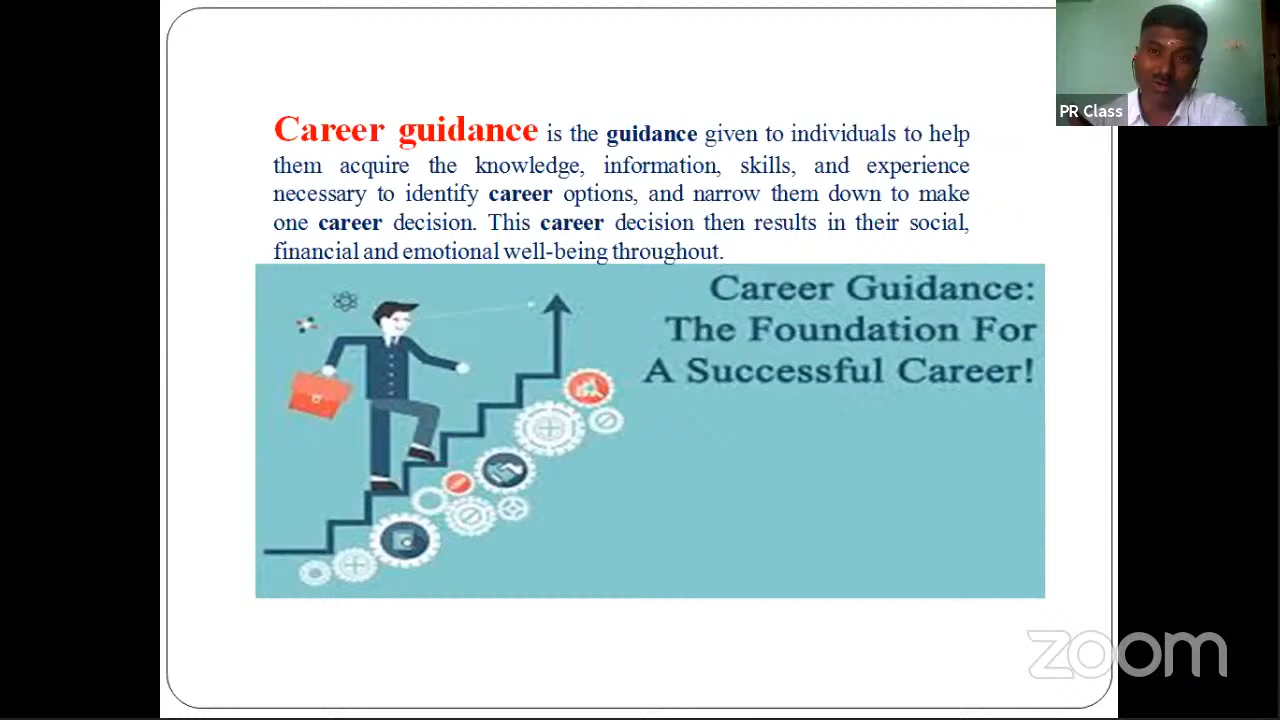 Career guidance is the guidance given to individuals to help
them acquire the knowledge, information, skills, and experience
necessary to identify career options, and narrow them down to make
one career decision. This career decision then results in their social,
financial and emotional well-being throughout.
Career Guidance:
The Foundation For
A Successful Career!
PR Class
zoom